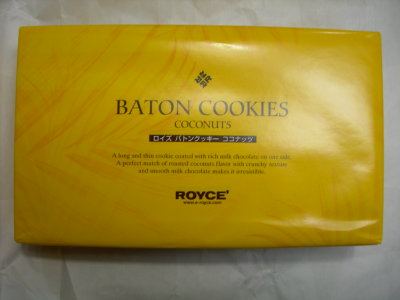 BATON COOKIES
COCONUTS
ロイズ バトンクッキー ココナッツ
A long and thin cookie coated with rich milk chocolate on one side.
A perfect match of roasted coconuts flavor with crunchy texture
and smooth milk chocolate makes it irresistible.
ROYCE'
www.e-royce.com